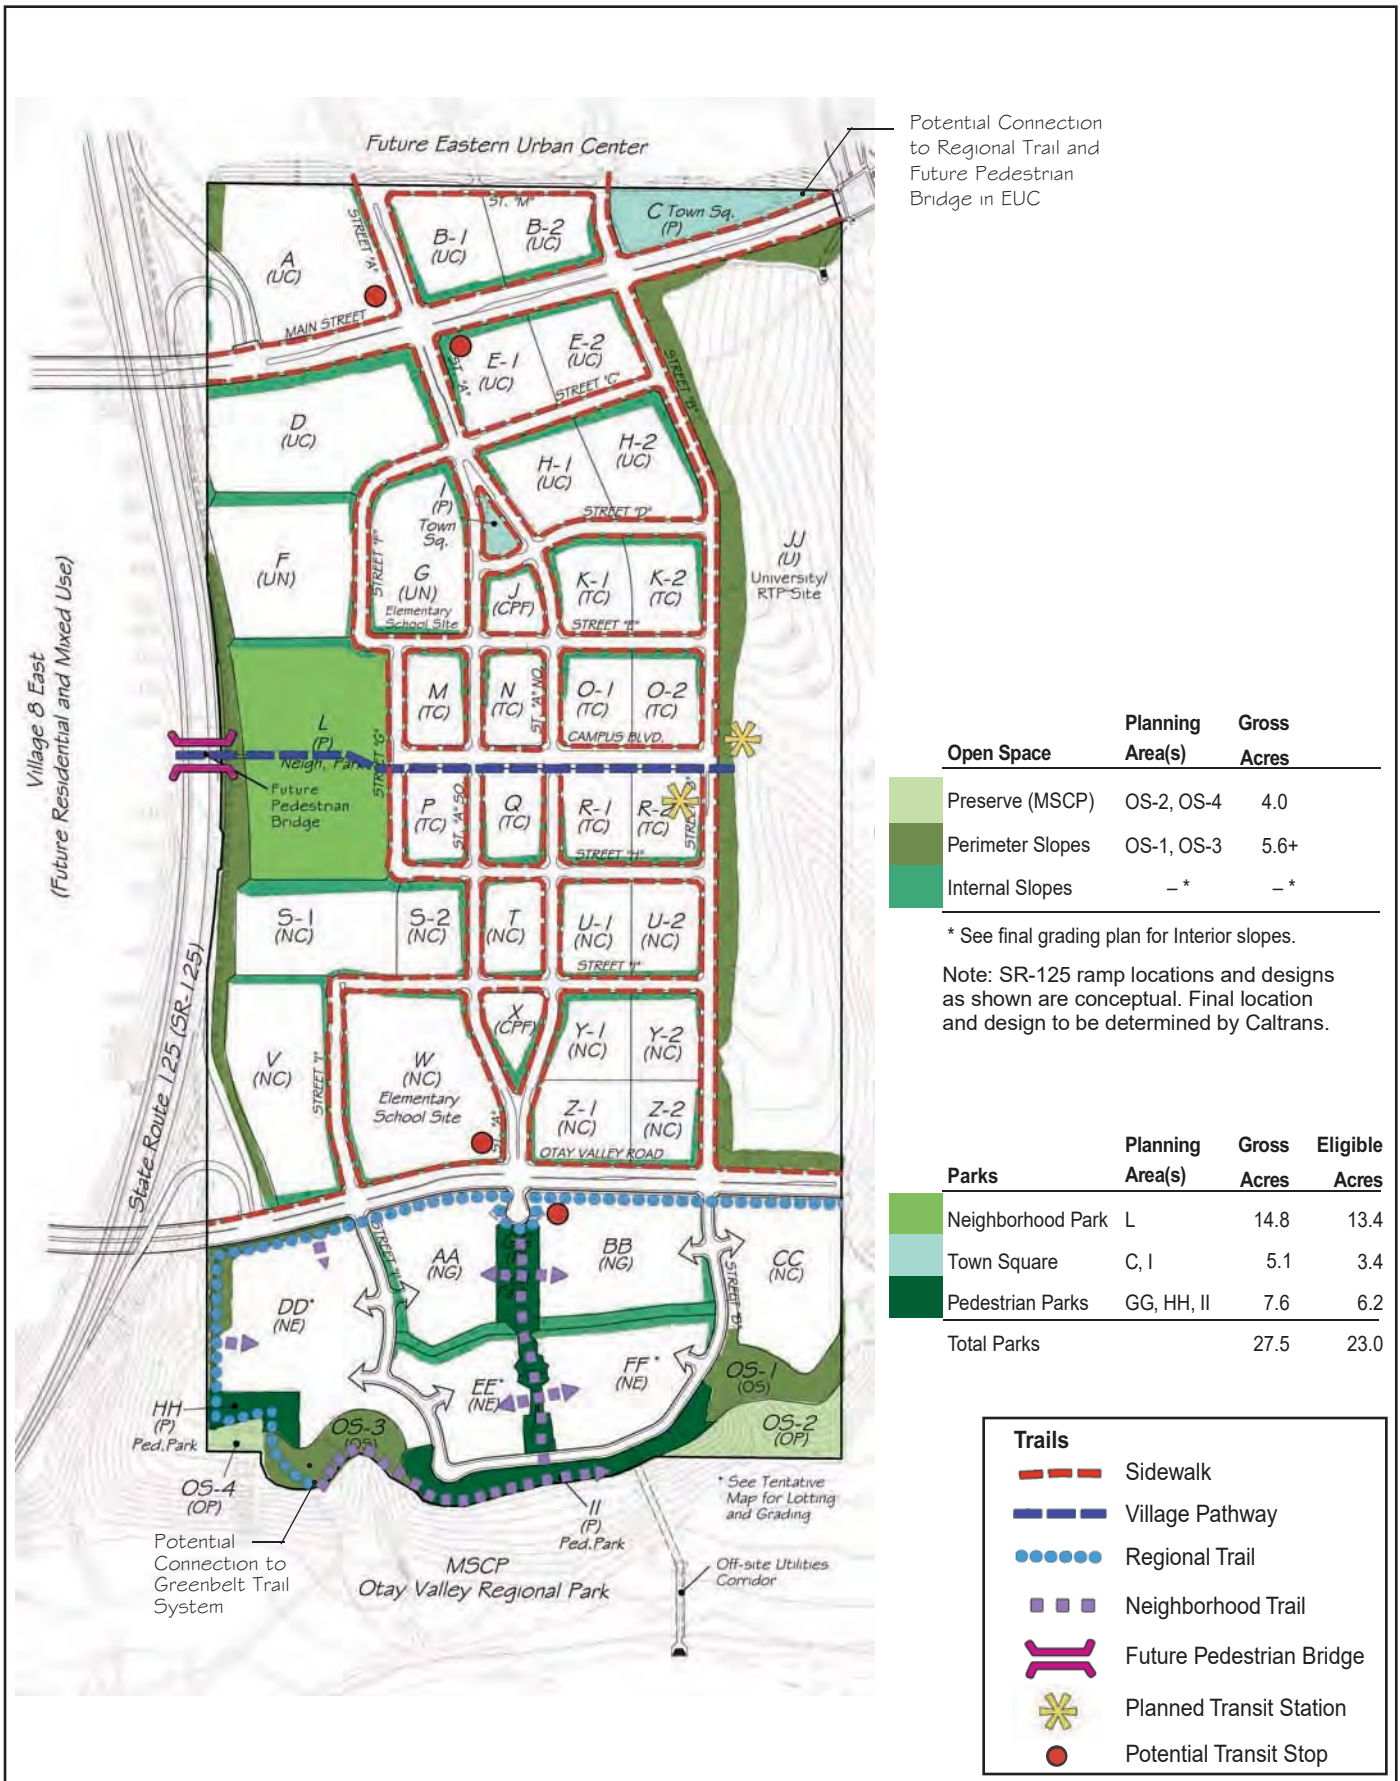 Future Eastern Urban Center
Potential Connection
to Regional Trail and
Future Pedestrian
Bridge in EUC
C Town Sq.
(P)
ST. "M"
B-1
(UC)
B-2
(UC)
A
(UC)
STREET "A"
MAIN STREET
E-1
(UC)
E-2
(UC)
ST. "A"
STREET "C"
STREET "B"
D
(UC)
H-1
(UC)
H-2
(UC)
I
(P)
Town
Sq.
STREET "D"
F
(UN)
STREET "F"
G
(UN)
Elementary
School Site
J
(CPF)
K-1
(TC)
K-2
(TC)
STREET "E"
JJ
(U)
University/
RTP Site
Village 8 East
(Future Residential and Mixed Use)
L
(P)
Neigh. Park
Future
Pedestrian
Bridge
STREET "G"
M
(TC)
N
(TC)
ST. "A" NO.
O-1
(TC)
O-2
(TC)
CAMPUS BLVD.
P
(TC)
ST. "A" SO.
Q
(TC)
R-1
(TC)
R-2
(TC)
STREET "H"
S-1
(NC)
S-2
(NC)
T
(NC)
U-1
(NC)
U-2
(NC)
State Route 125 (SR-125)
V
(NC)
STREET "I"
W
(NC)
Elementary
School Site
X
(CPF)
Y-1
(NC)
Y-2
(NC)
Z-1
(NC)
Z-2
(NC)
ST. "A"
OTAY VALLEY ROAD
AA
(NG)
BB
(NG)
CC
(NC)
STREET "B"
DD*
(NE)
EE*
(NE)
FF*
(NE)
OS-1
(OS)
OS-2
(OP)
HH
(P)
Ped.Park
OS-3
(OS)
OS-4
(OP)
II
(P)
Ped.Park
* See Tentative
Map for Lotting
and Grading
Potential
Connection to
Greenbelt Trail
System
MSCP
Otay Valley Regional Park
Off-site Utilities
Corridor
Open Space Planning Area(s) Gross Acres
Preserve (MSCP) OS-2, OS-4 4.0
Perimeter Slopes OS-1, OS-3 5.6+
Internal Slopes – * – *
* See final grading plan for Interior slopes.
Note: SR-125 ramp locations and designs
as shown are conceptual. Final location
and design to be determined by Caltrans.
Parks Planning Area(s) Gross Acres Eligible Acres
Neighborhood Park L 14.8 13.4
Town Square C, I 5.1 3.4
Pedestrian Parks GG, HH, II 7.6 6.2
Total Parks 27.5 23.0
Trails
Sidewalk
Village Pathway
Regional Trail
Neighborhood Trail
Future Pedestrian Bridge
Planned Transit Station
Potential Transit Stop